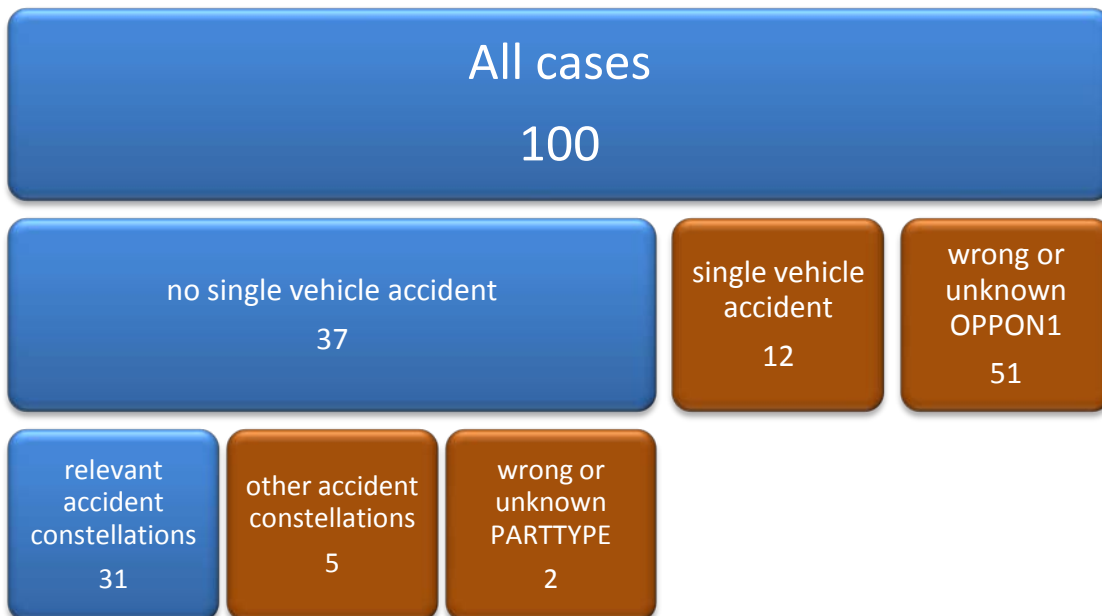 All cases
100
no single vehicle accident
37
single vehicle
accident
12
wrong or
unknown
OPPON1
51
relevant
accident
constellations
31
other accident
constellations
5
wrong or
unknown
PARTTYPE
2